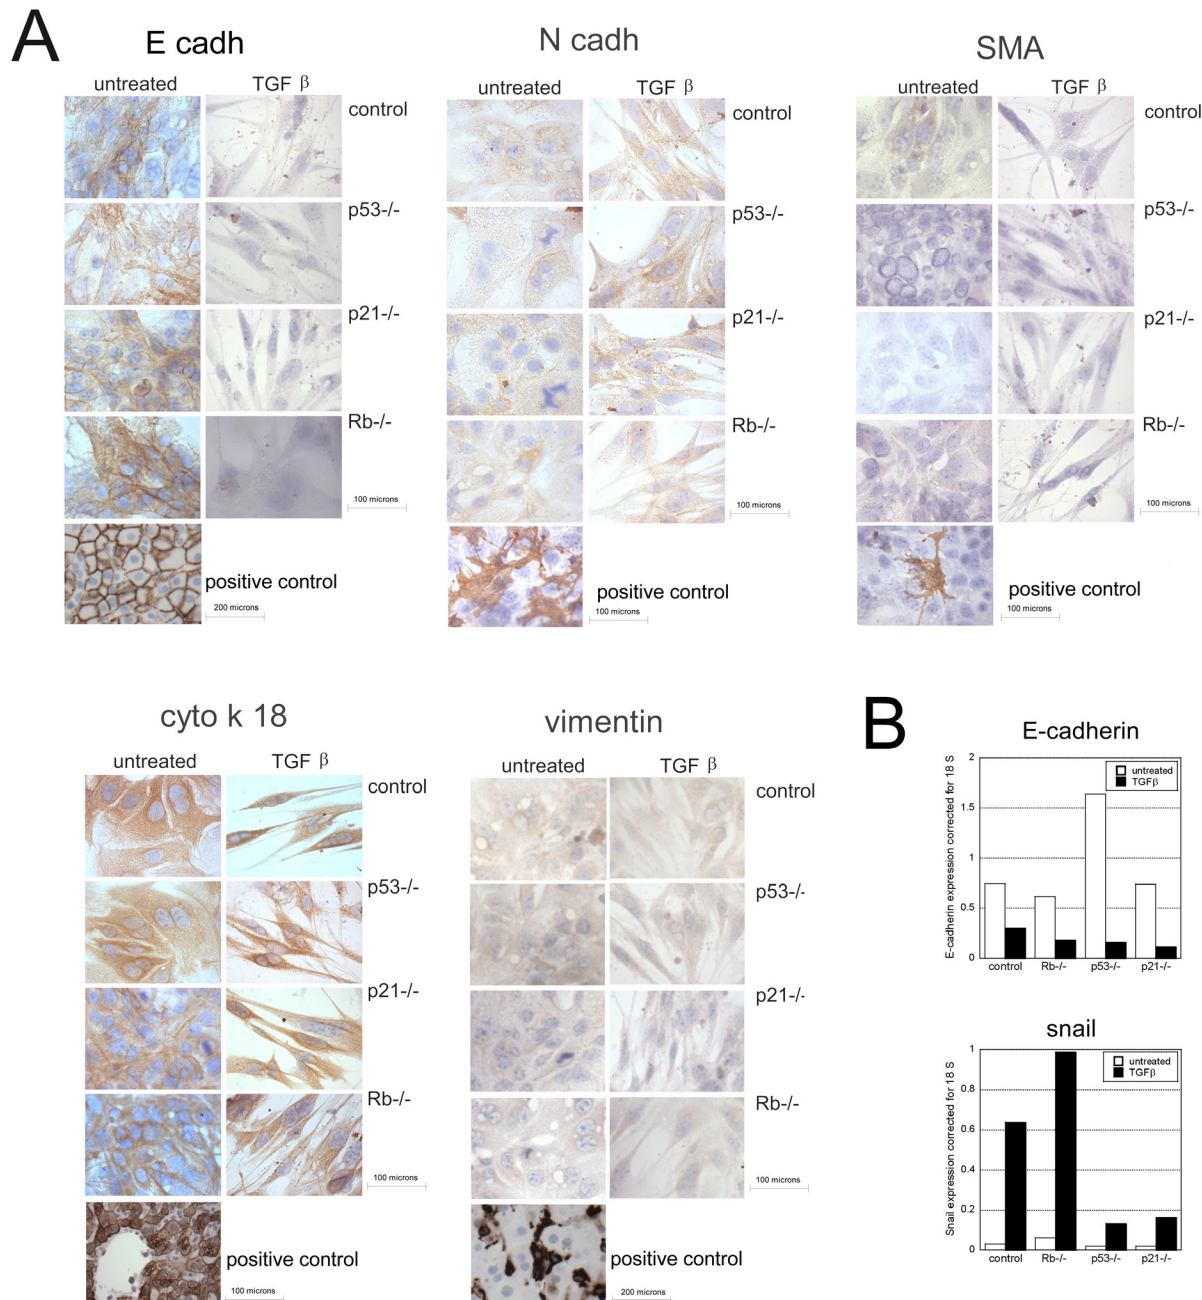 A
E cadh
untreated TGF β
control
p53-/-
p21-/-
Rb-/-
100 microns
positive control
200 microns
N cadh
untreated TGF β
control
p53-/-
p21-/-
Rb-/-
100 microns
positive control
100 microns
SMA
untreated TGF β
control
p53-/-
p21-/-
Rb-/-
100 microns
positive control
100 microns
cyto k 18
untreated TGF β
control
p53-/-
p21-/-
Rb-/-
100 microns
positive control
100 microns
vimentin
untreated TGF β
control
p53-/-
p21-/-
Rb-/-
100 microns
positive control
200 microns
B
E-cadherin
E-cadherin expression corrected for 18 S
2
1.5
1
0.5
0
untreated
TGFβ
control Rb-/- p53-/- p21-/-
snail
Snail expression corrected for 18 S
1
0.8
0.6
0.4
0.2
0
untreated
TGFβ
control Rb-/- p53-/- p21-/-